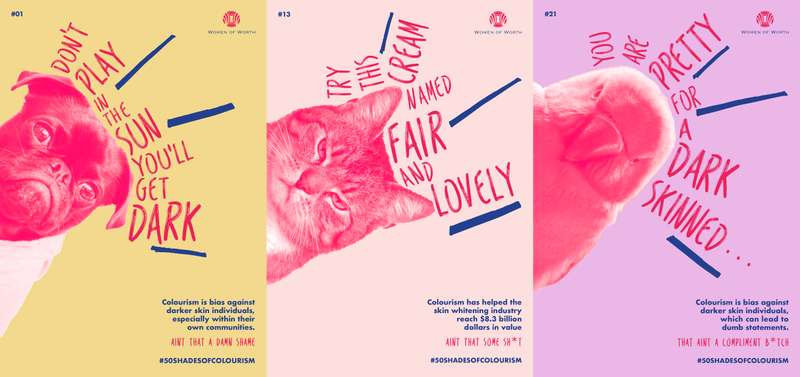 #01
WOMEN OF WORTH
DON'T
PLAY
IN
THE
SUN
YOU'LL
GET
DARK
Colourism is bias against
darker skin individuals,
especially within their
own communities.
AINT THAT A DAMN SHAME
#50SHADESOFCOLOURISM
#13
WOMEN OF WORTH
TRY
THIS
CREAM
NAMED
FAIR
AND
LOVELY
Colourism has helped the
skin whitening industry
reach $8.3 billion
dollars in value
AINT THAT SOME SH*T
#50SHADESOFCOLOURISM
#21
WOMEN OF WORTH
YOU
ARE
PRETTY
FOR
A
DARK
SKINNED...
Colourism is bias against
darker skin individuals,
which can lead to
dumb statements.
THAT AINT A COMPLIMENT B*TCH
#50SHADESOFCOLOURISM